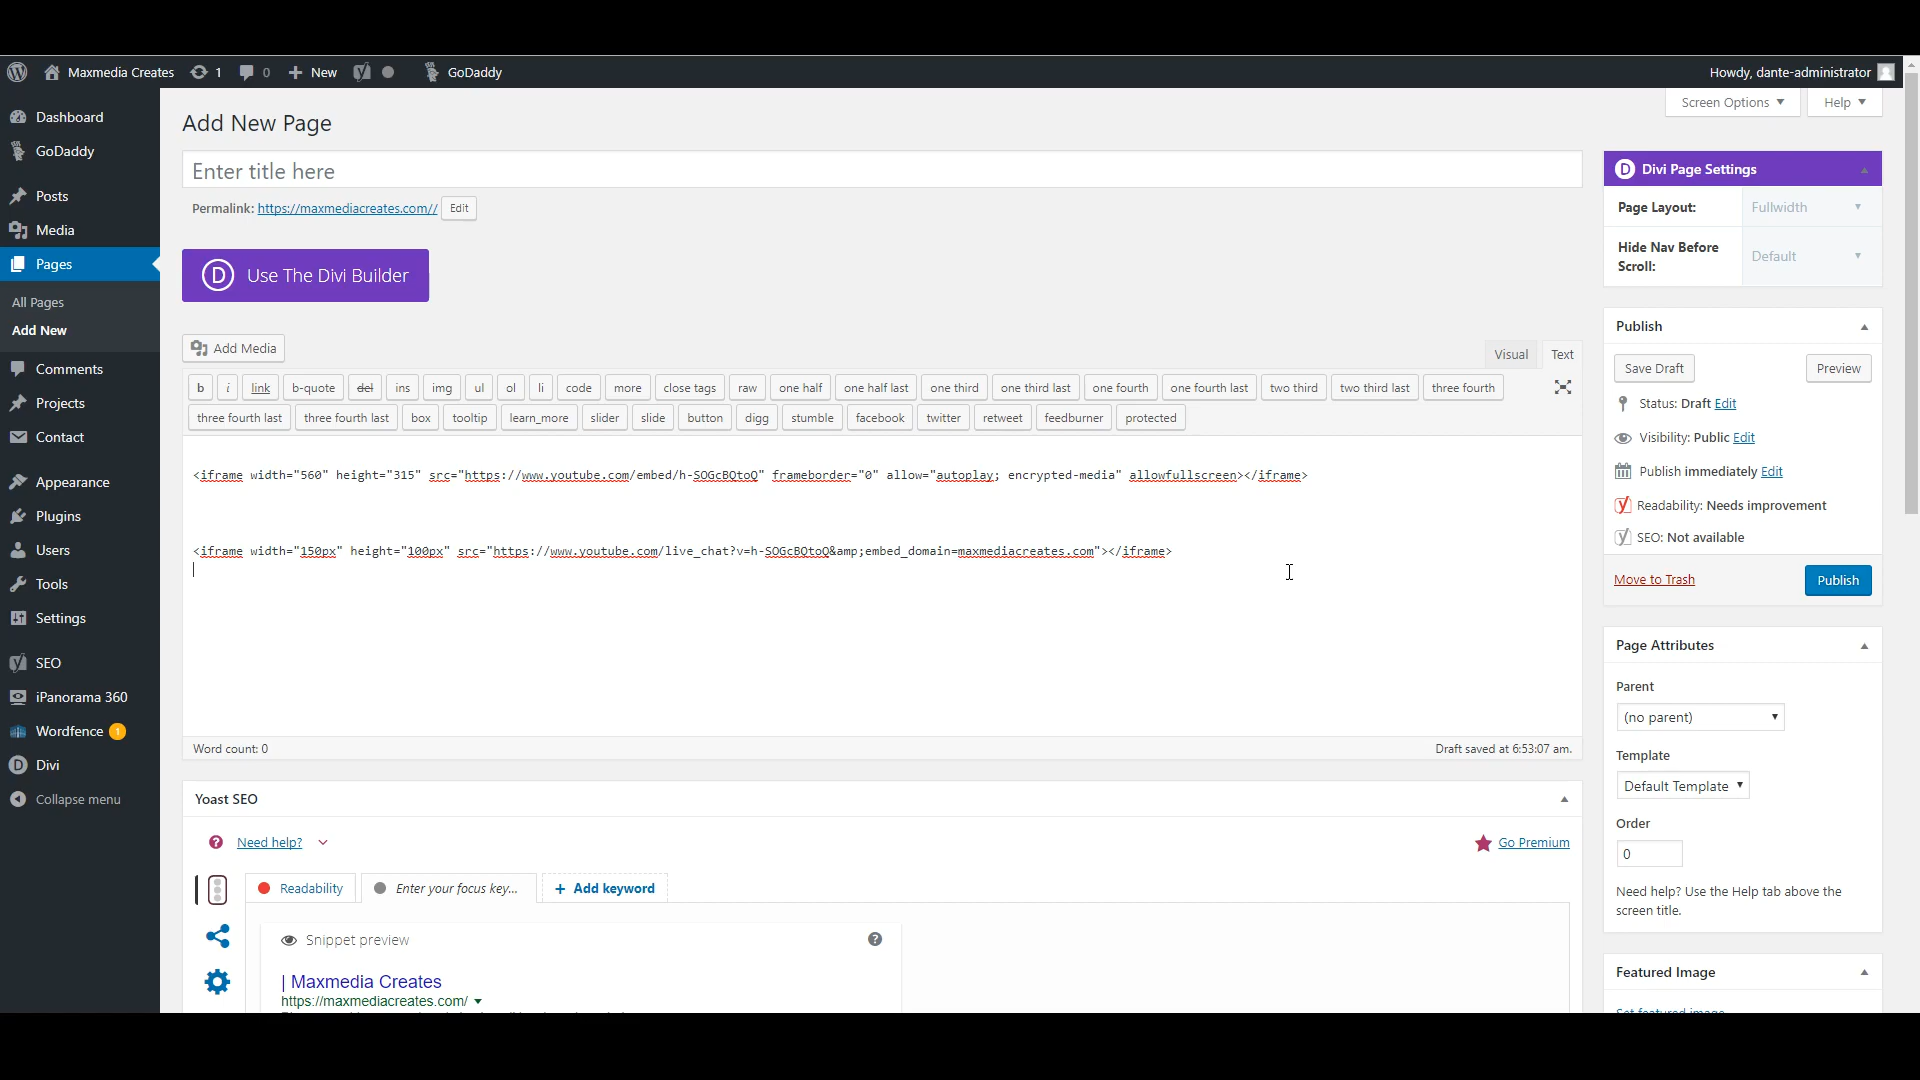 Maxmedia Creates 1 0 New GoDaddy Howdy, dante-administrator
Screen Options Help
Dashboard
GoDaddy
Posts
Media
Pages
All Pages
Add New
Comments
Projects
Contact
Appearance
Plugins
Users
Tools
Settings
SEO
iPanorama 360
Wordfence 1
Divi
Collapse menu
Add New Page
Enter title here
Permalink: https://maxmediacreates.com// Edit
Use The Divi Builder
Add Media
Visual Text
b i link b-quote del ins img ul ol li code more close tags raw one half one half last one third one third last one fourth one fourth last two third two third last three fourth
three fourth last three fourth last box tooltip learn_more slider slide button digg stumble facebook twitter retweet feedburner protected
<iframe width="560" height="315" src="https://www.youtube.com/embed/h-SOGcBQtoQ" frameborder="0" allow="autoplay; encrypted-media" allowfullscreen></iframe>
<iframe width="150px" height="100px" src="https://www.youtube.com/live_chat?v=h-SOGcBQtoQ&amp;embed_domain=maxmediacreates.com"></iframe>
Word count: 0 Draft saved at 6:53:07 am.
Yoast SEO
Need help? Go Premium
Readability Enter your focus key... + Add keyword
Snippet preview
| Maxmedia Creates
https://maxmediacreates.com/
Divi Page Settings
Page Layout: Fullwidth
Hide Nav Before
Scroll: Default
Publish
Save Draft Preview
Status: Draft Edit
Visibility: Public Edit
Publish immediately Edit
Readability: Needs improvement
SEO: Not available
Move to Trash Publish
Page Attributes
Parent
(no parent)
Template
Default Template
Order
0
Need help? Use the Help tab above the
screen title.
Featured Image
Set featured image